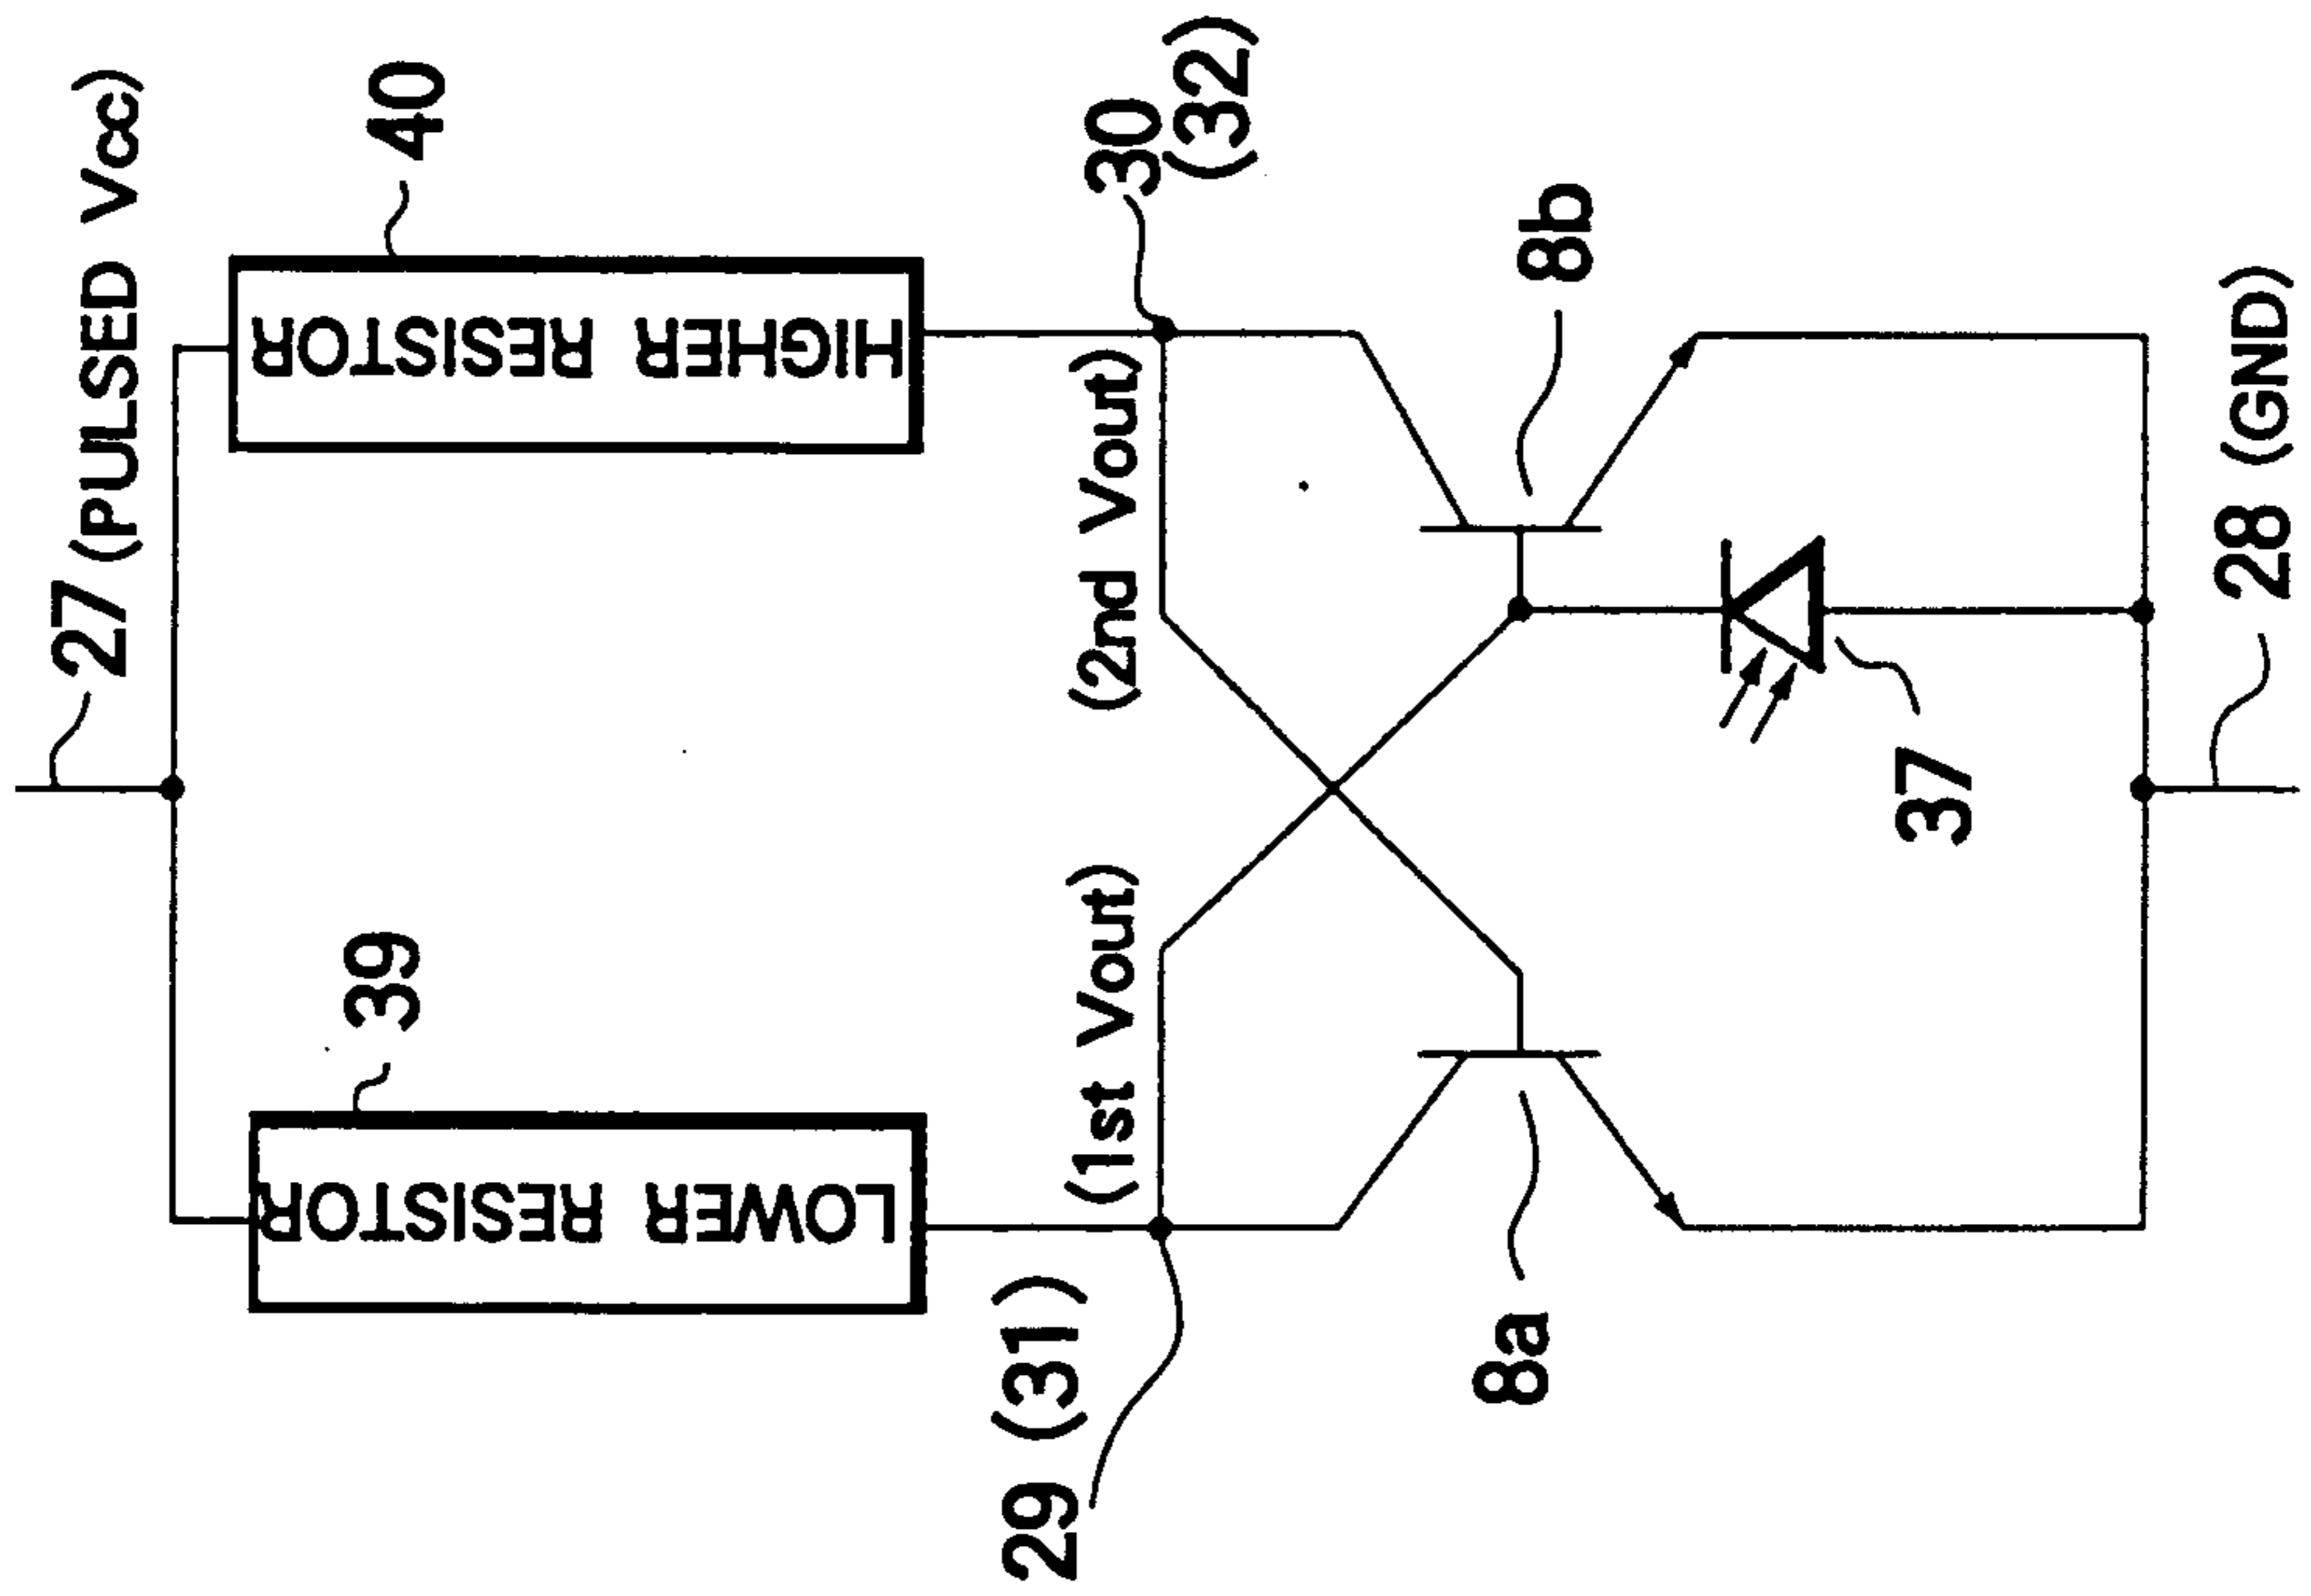 27 (PULSED Vcc)
39
40
LOWER RESISTOR
HIGHER RESISTOR
29 (31)
(1st Vout)
(2nd Vout)
30
(32)
8a
8b
37
28 (GND)